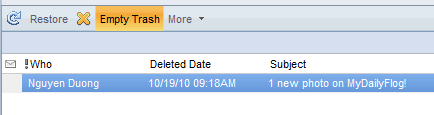 Restore Empty Trash More
!Who Deleted Date Subject
Nguyen Duong 10/19/10 09:18AM 1 new photo on MyDailyFlog!